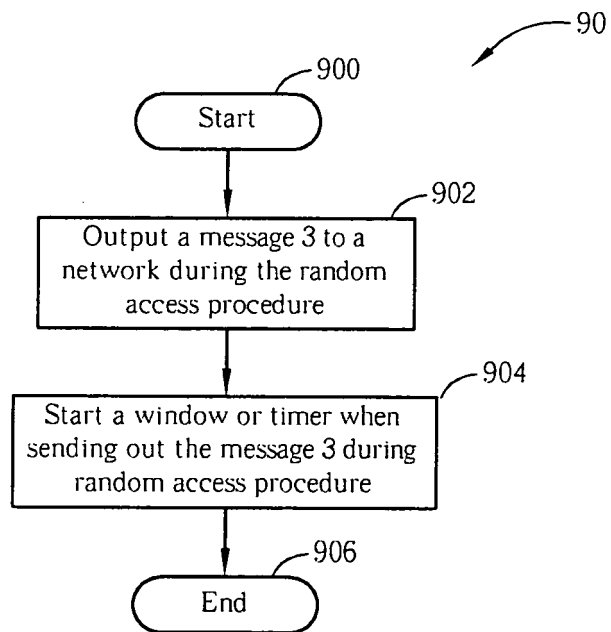 90
900
Start
902
Output a message 3 to a
network during the random
access procedure
904
Start a window or timer when
sending out the message 3 during
random access procedure
906
End